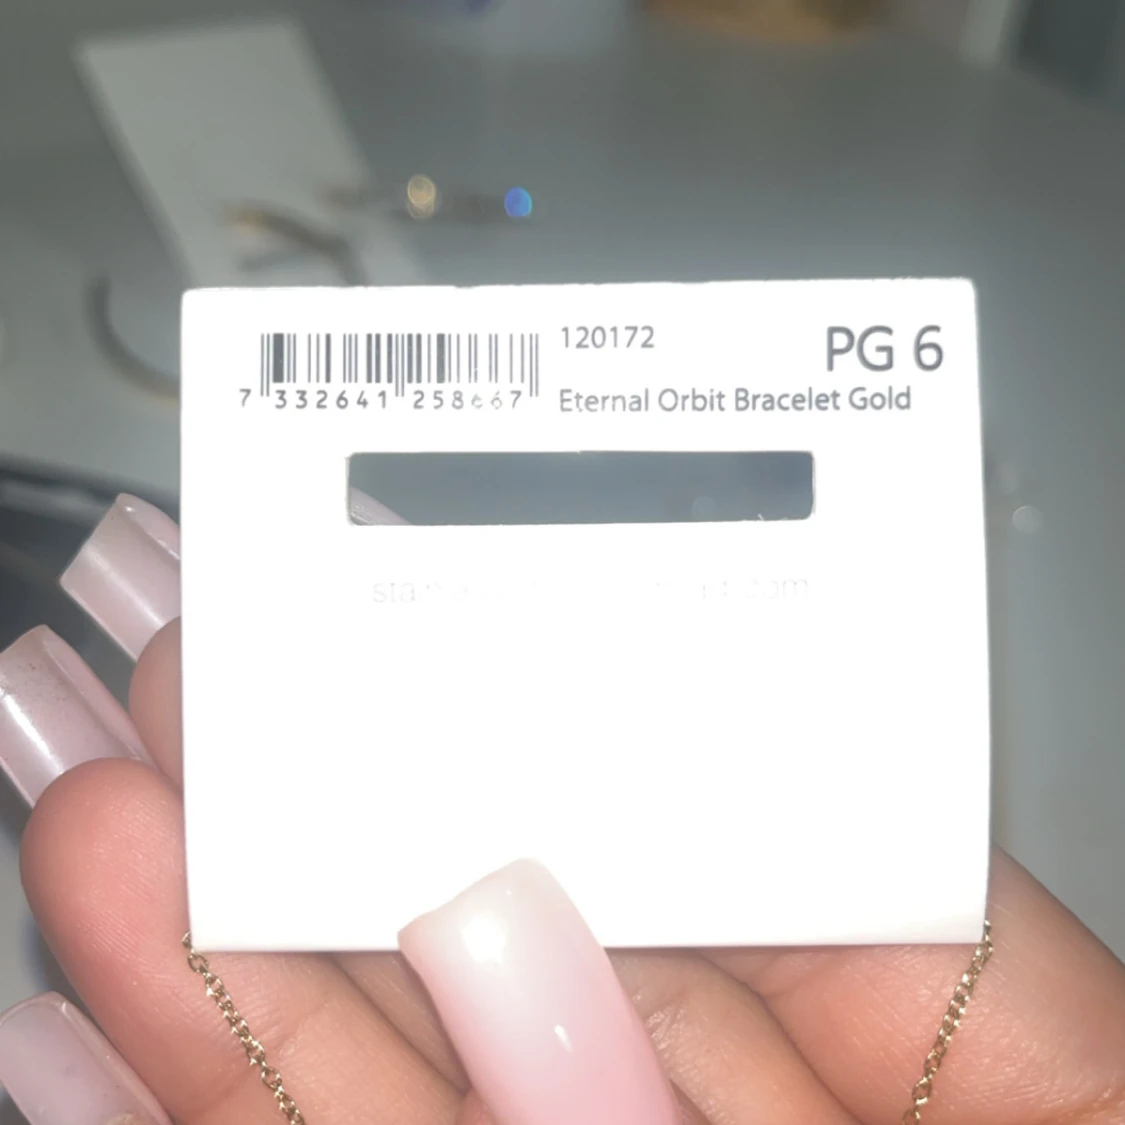 120172
PG 6
7 332641 258667
Eternal Orbit Bracelet Gold